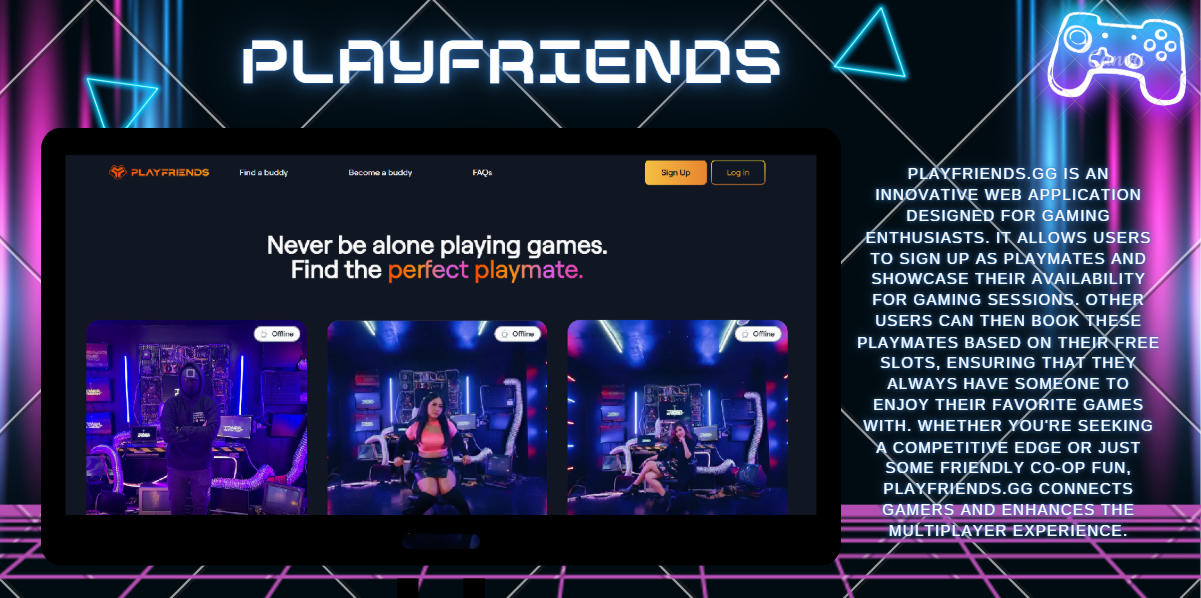 PLAYFRIENDS
PLAYFRIENDS
Find a buddy
Become a buddy
FAQs
Sign Up
Log in
Never be alone playing games.
Find the perfect playmate.
Offline
Offline
Offline
PLAYFRIENDS.GG IS AN
INNOVATIVE WEB APPLICATION
DESIGNED FOR GAMING
ENTHUSIASTS. IT ALLOWS USERS
TO SIGN UP AS PLAYMATES AND
SHOWCASE THEIR AVAILABILITY
FOR GAMING SESSIONS. OTHER
USERS CAN THEN BOOK THESE
PLAYMATES BASED ON THEIR FREE
SLOTS, ENSURING THAT THEY
ALWAYS HAVE SOMEONE TO
ENJOY THEIR FAVORITE GAMES
WITH. WHETHER YOU'RE SEEKING
A COMPETITIVE EDGE OR JUST
SOME FRIENDLY CO-OP FUN,
PLAYFRIENDS.GG CONNECTS
GAMERS AND ENHANCES THE
MULTIPLAYER EXPERIENCE.